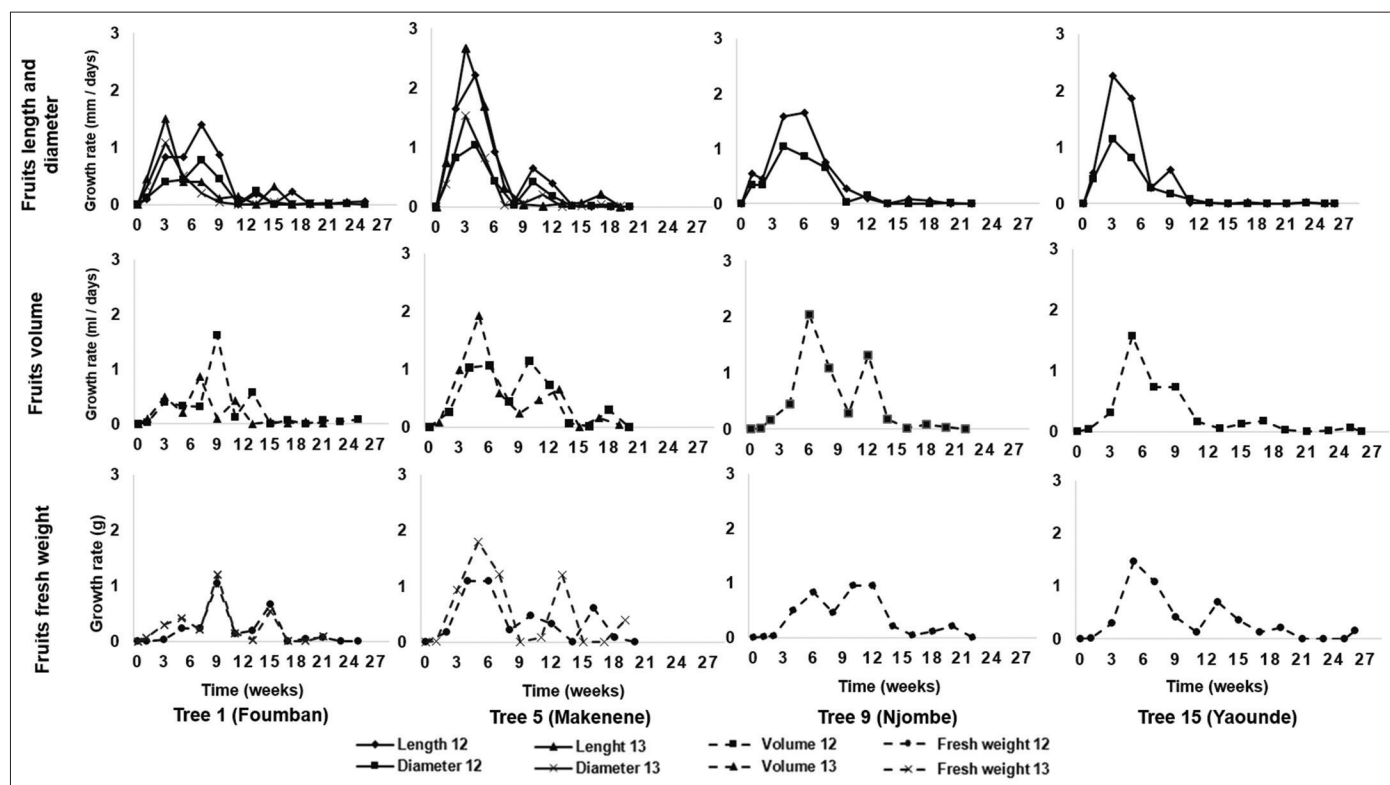 Fruits length and
diameter
Growth rate (mm / days)
3
2
1
0
0 3 6 9 12 15 18 21 24 27
3
2
1
0
0 3 6 9 12 15 18 21 24 27
3
2
1
0
0 3 6 9 12 15 18 21 24 27
3
2
1
0
0 3 6 9 12 15 18 21 24 27
Fruits volume
Growth rate (ml / days)
3
2
1
0
0 3 6 9 12 15 18 21 24 27
3
2
1
0
0 3 6 9 12 15 18 21 24 27
3
2
1
0
0 3 6 9 12 15 18 21 24 27
3
2
1
0
0 3 6 9 12 15 18 21 24 27
Fruits fresh weight
Growth rate (g)
3
2
1
0
0 3 6 9 12 15 18 21 24 27
3
2
1
0
0 3 6 9 12 15 18 21 24 27
3
2
1
0
0 3 6 9 12 15 18 21 24 27
3
2
1
0
0 3 6 9 12 15 18 21 24 27
Time (weeks) Time (weeks) Time (weeks) Time (weeks)
Tree 1 (Foumban) Tree 5 (Makenene) Tree 9 (Njombe) Tree 15 (Yaounde)
Length 12 Lenght 13 Volume 12 Fresh weight 12
Diameter 12 Diameter 13 Volume 13 Fresh weight 13